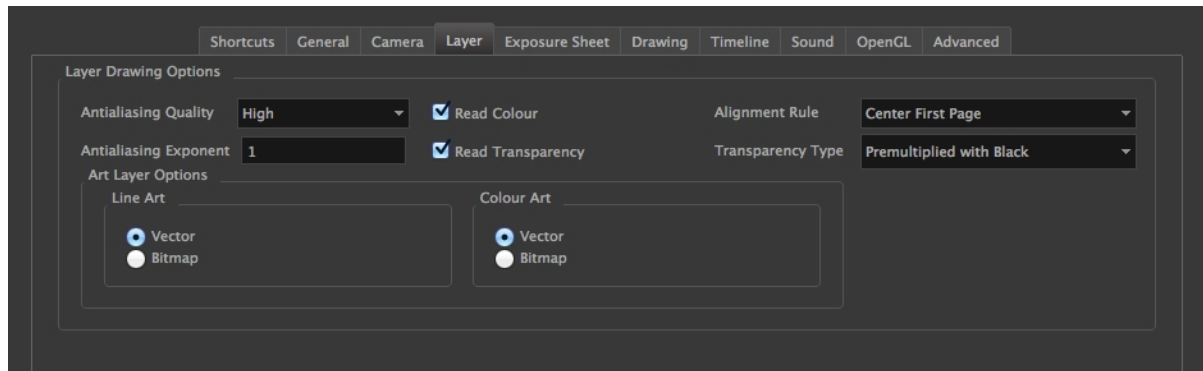 Shortcuts General Camera Layer Exposure Sheet Drawing Timeline Sound OpenGL Advanced
Layer Drawing Options
Antialiasing Quality High Read Colour Alignment Rule Center First Page
Antialiasing Exponent 1 Read Transparency Transparency Type Premultiplied with Black
Art Layer Options
Line Art Colour Art
Vector Vector
Bitmap Bitmap